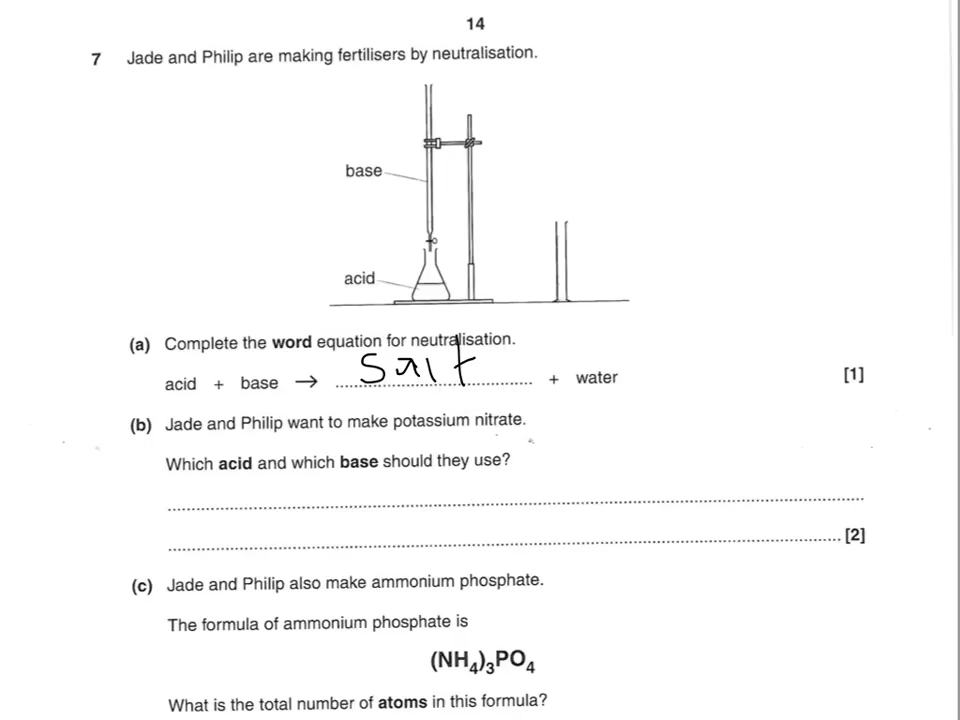 14
7 Jade and Philip are making fertilisers by neutralisation.
base
acid
(a) Complete the word equation for neutralisation.
acid + base → salt + water [1]
(b) Jade and Philip want to make potassium nitrate.
Which acid and which base should they use?
[2]
(c) Jade and Philip also make ammonium phosphate.
The formula of ammonium phosphate is
(NH₄)₃PO₄
What is the total number of atoms in this formula?